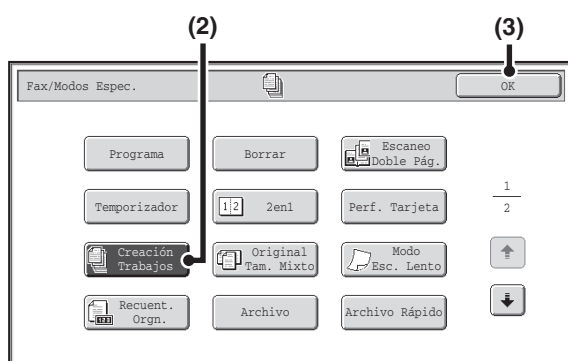 (2)
(3)
Fax/Modos Espec.
OK
Programa
Borrar
Escaneo
Doble Pág.
Temporizador
1 2
2en1
Perf. Tarjeta
1
2
Creación
Trabajos
Original
Tam. Mixto
Modo
Esc. Lento
Recuent.
Orgn.
123
Archivo
Archivo Rápido